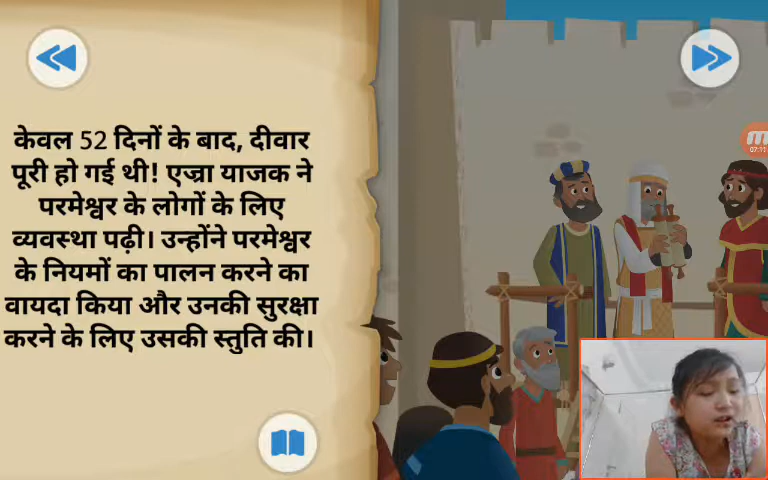 केवल 52 दिनों के बाद, दीवार
पूरी हो गई थी! एज्रा याजक ने
परमेश्वर के लोगों के लिए
व्यवस्था पढ़ी। उन्होंने परमेश्वर
के नियमों का पालन करने का
वायदा किया और उनकी सुरक्षा
करने के लिए उसकी स्तुति की।